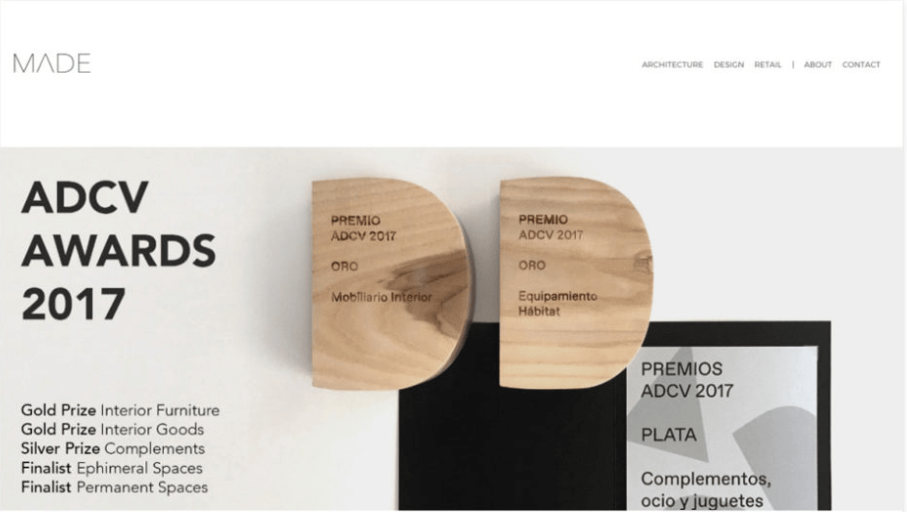 MADE
ARCHITECTURE DESIGN RETAIL | ABOUT CONTACT
ADCV
AWARDS
2017
Gold Prize Interior Furniture
Gold Prize Interior Goods
Silver Prize Complements
Finalist Ephimeral Spaces
Finalist Permanent Spaces
PREMIO
ADCV 2017
ORO
Mobiliario Interior
PREMIO
ADCV 2017
ORO
Equipamiento
Hábitat
PREMIOS
ADCV 2017
PLATA
Complementos,
ocio y juguetes